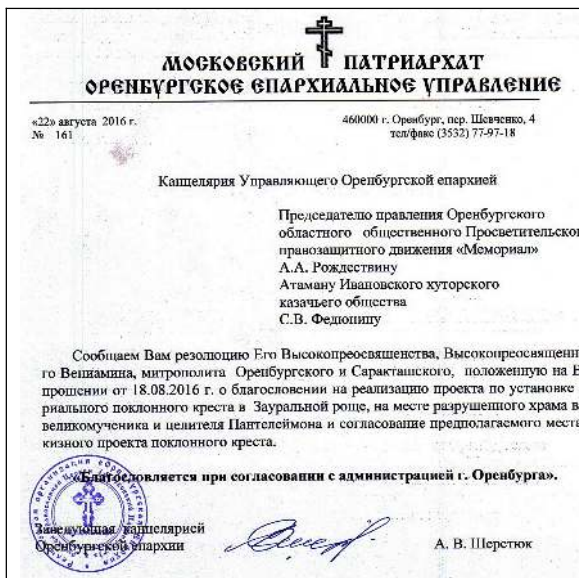 МОСКОВСКИЙ ПАТРИАРХАТ
ОРЕНБУРГСКОЕ ЕПАРХИАЛЬНОЕ УПРАВЛЕНИЕ
«22» августа 2016 г.
№ 161
460000 г. Оренбург, пер. Шевченко, 4
тел/факс (3532) 77-97-18
Канцелярия Управляющего Оренбургской епархией
Председателю правления Оренбургского
областного общественного Просветительско
правозащитного движения «Мемориал»
А.А. Рождествину
Атаману Ивановского хуторского
казачьего общества
С.В. Федюнину
Сообщаем Вам резолюцию Его Высокопреосвященства, Высокопреосвященн
го Вениамина, митрополита Оренбургского и Саракташского, положенную на В
прошении от 18.08.2016 г. о благословении на реализацию проекта по установке
риального поклонного креста в Зауральной роще, на месте разрушенного храма в
великомученика и целителя Пантелеймона и согласование предполагаемого места
кизного проекта поклонного креста.
«Благословляется при согласовании с администрацией г. Оренбурга».
Заведующая канцелярией
Оренбургской епархии
А. В. Шерстюк